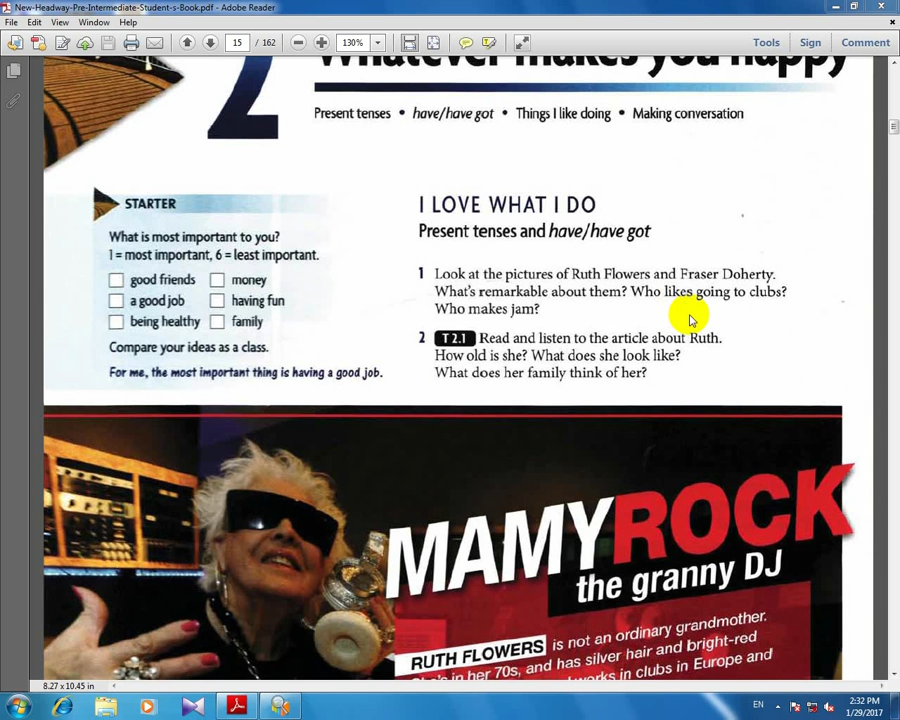 New-Headway-Pre-Intermediate-Student-s-Book.pdf - Adobe Reader
File Edit View Window Help
15 / 162 130% Tools Sign Comment
2 Whatever makes you happy
Present tenses • have/have got • Things I like doing • Making conversation
STARTER
What is most important to you?
1 = most important, 6 = least important.
good friends money
a good job having fun
being healthy family
Compare your ideas as a class.
For me, the most important thing is having a good job.
I LOVE WHAT I DO
Present tenses and have/have got
1 Look at the pictures of Ruth Flowers and Fraser Doherty.
What's remarkable about them? Who likes going to clubs?
Who makes jam?
2 T 2.1 Read and listen to the article about Ruth.
How old is she? What does she look like?
What does her family think of her?
MAMYROCK
the granny DJ
RUTH FLOWERS is not an ordinary grandmother.
in her 70s, and has silver hair and bright-red
works in clubs in Europe and
8.27 x 10.45 in
EN 2:32 PM
1/29/2017